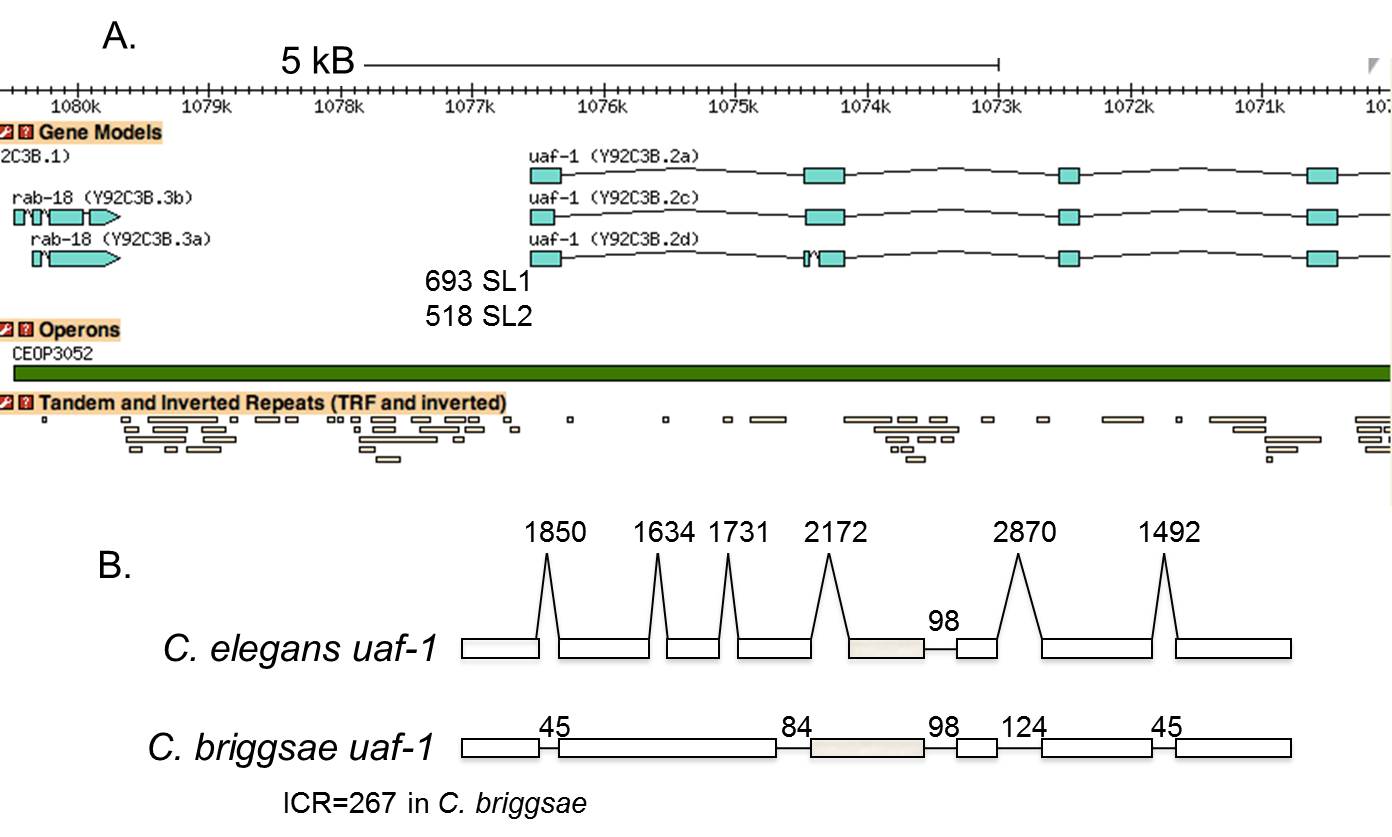 A.
5 kB
1080k 1079k 1078k 1077k 1076k 1075k 1074k 1073k 1072k 1071k 10
Gene Models
2C3B.1) uaf-1 (Y92C3B.2a)
rab-18 (Y92C3B.3b) uaf-1 (Y92C3B.2c)
rab-18 (Y92C3B.3a) uaf-1 (Y92C3B.2d)
693 SL1
518 SL2
Operons
CEOP3052
Tandem and Inverted Repeats (TRF and inverted)
B.
1850 1634 1731 2172 2870 1492
98
C. elegans uaf-1
45 84 98 124 45
C. briggsae uaf-1
ICR=267 in C. briggsae